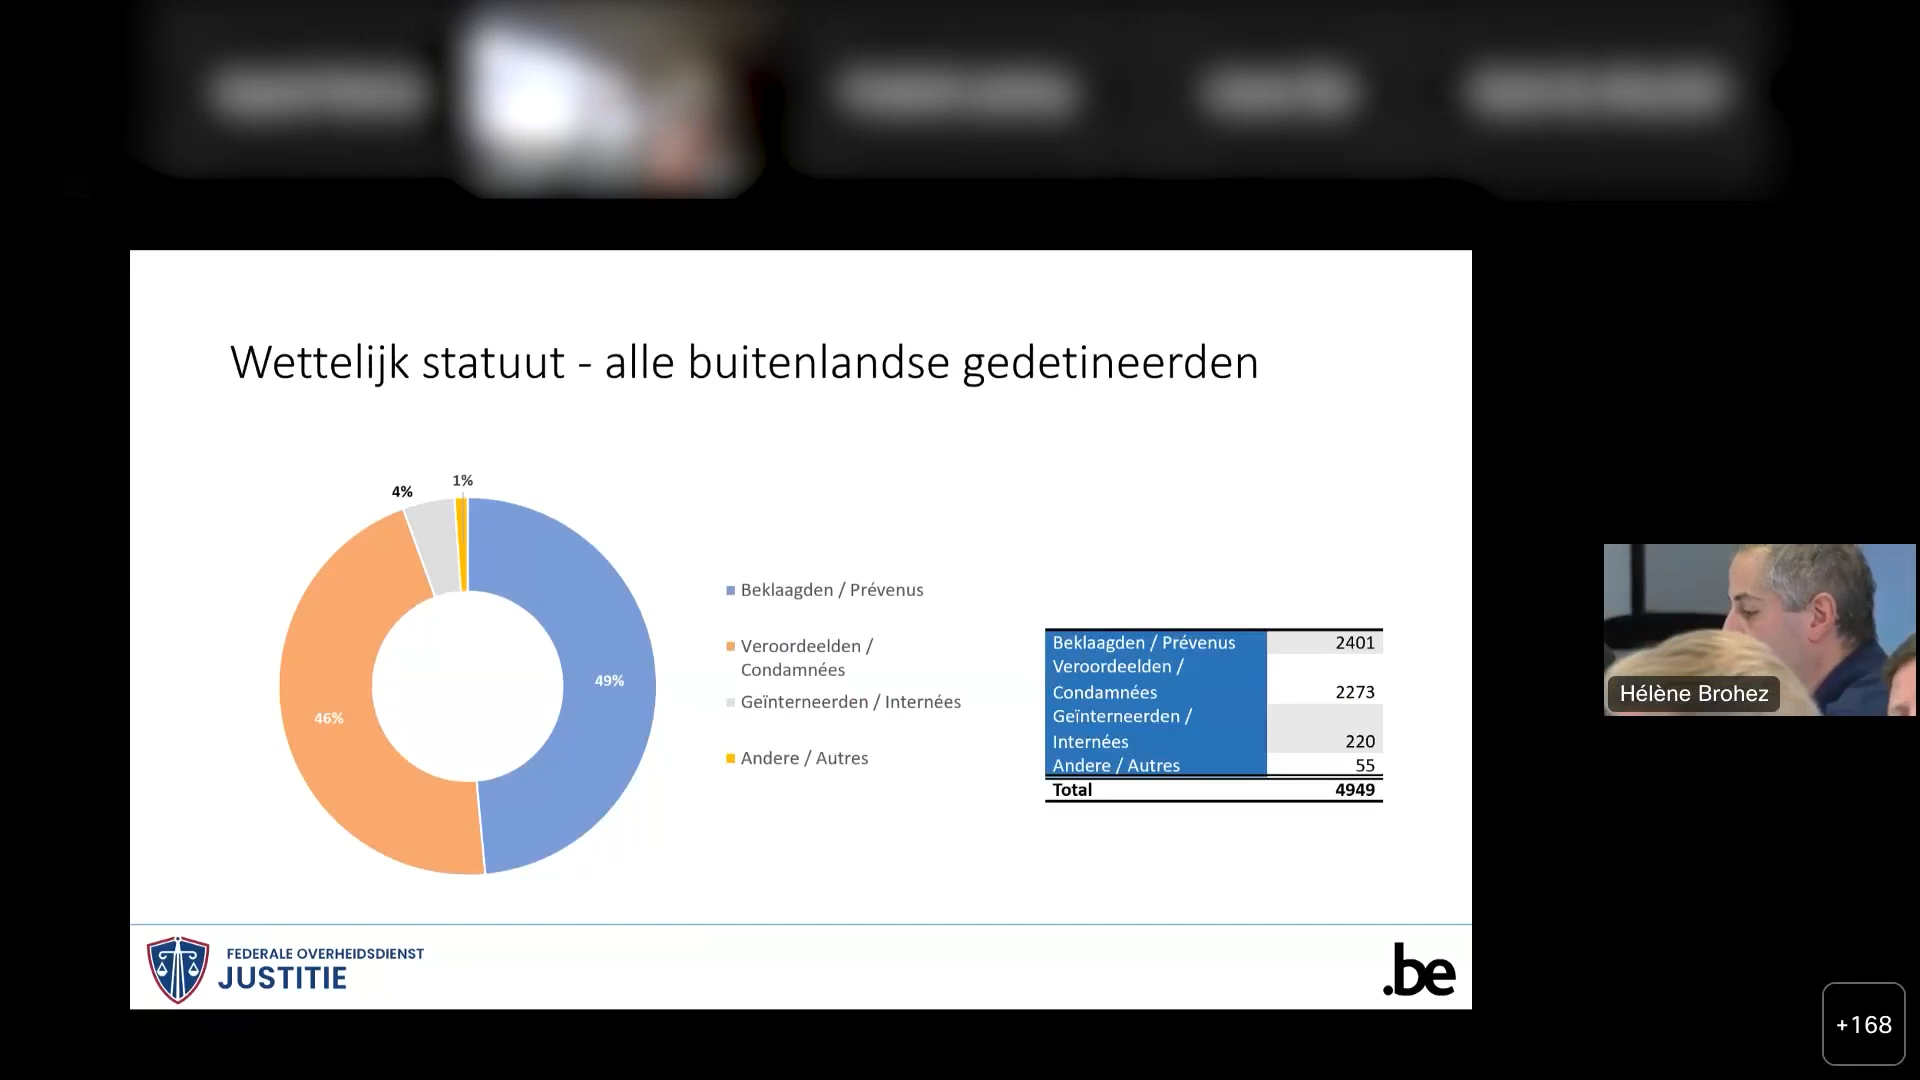 Wettelijk statuut - alle buitenlandse gedetineerden
1%
4%
49%
46%
Beklaagden / Prévenus
Veroordeelden /
Condamnées
Geïnterneerden / Internées
Andere / Autres
Beklaagden / Prévenus 2401
Veroordeelden /
Condamnées 2273
Geïnterneerden /
Internées 220
Andere / Autres 55
Total 4949
Hélène Brohez
FEDERALE OVERHEIDSDIENST
JUSTITIE
.be
+168